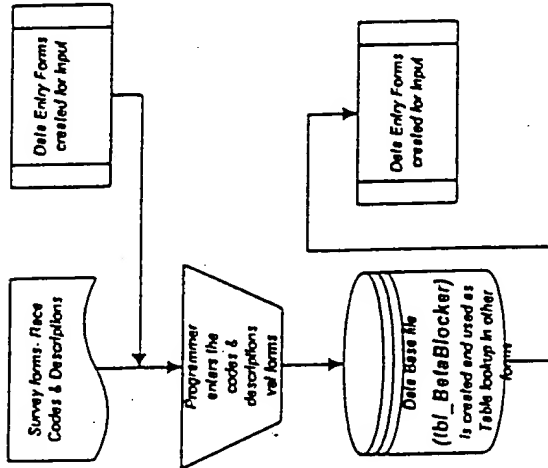 Survey forms - Race
Codes & Descriptions
Data Entry Forms
created for Input
Programmer
enters the
codes &
descriptions
val forms
Data Base file
(tbl_BetaBlocker)
is created and used as
Table lookup in other
forms
Data Entry Forms
created for Input